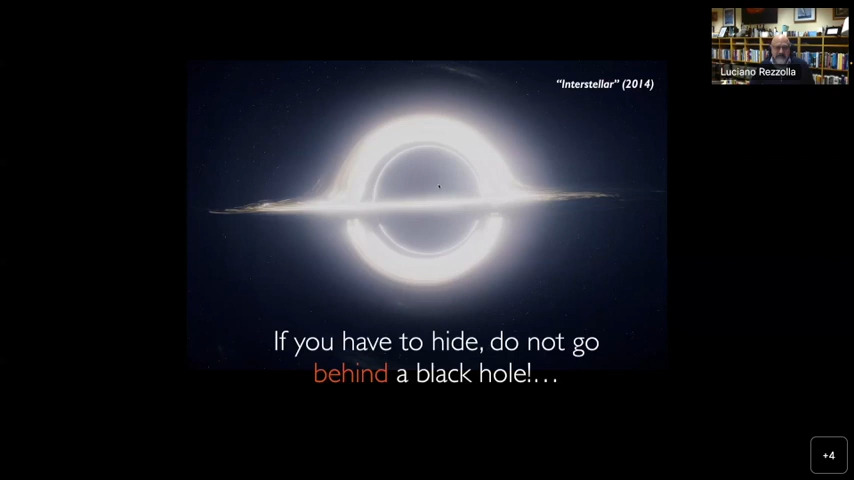 "Interstellar" (2014)
Luciano Rezzolla
If you have to hide, do not go
behind a black hole!...
+4